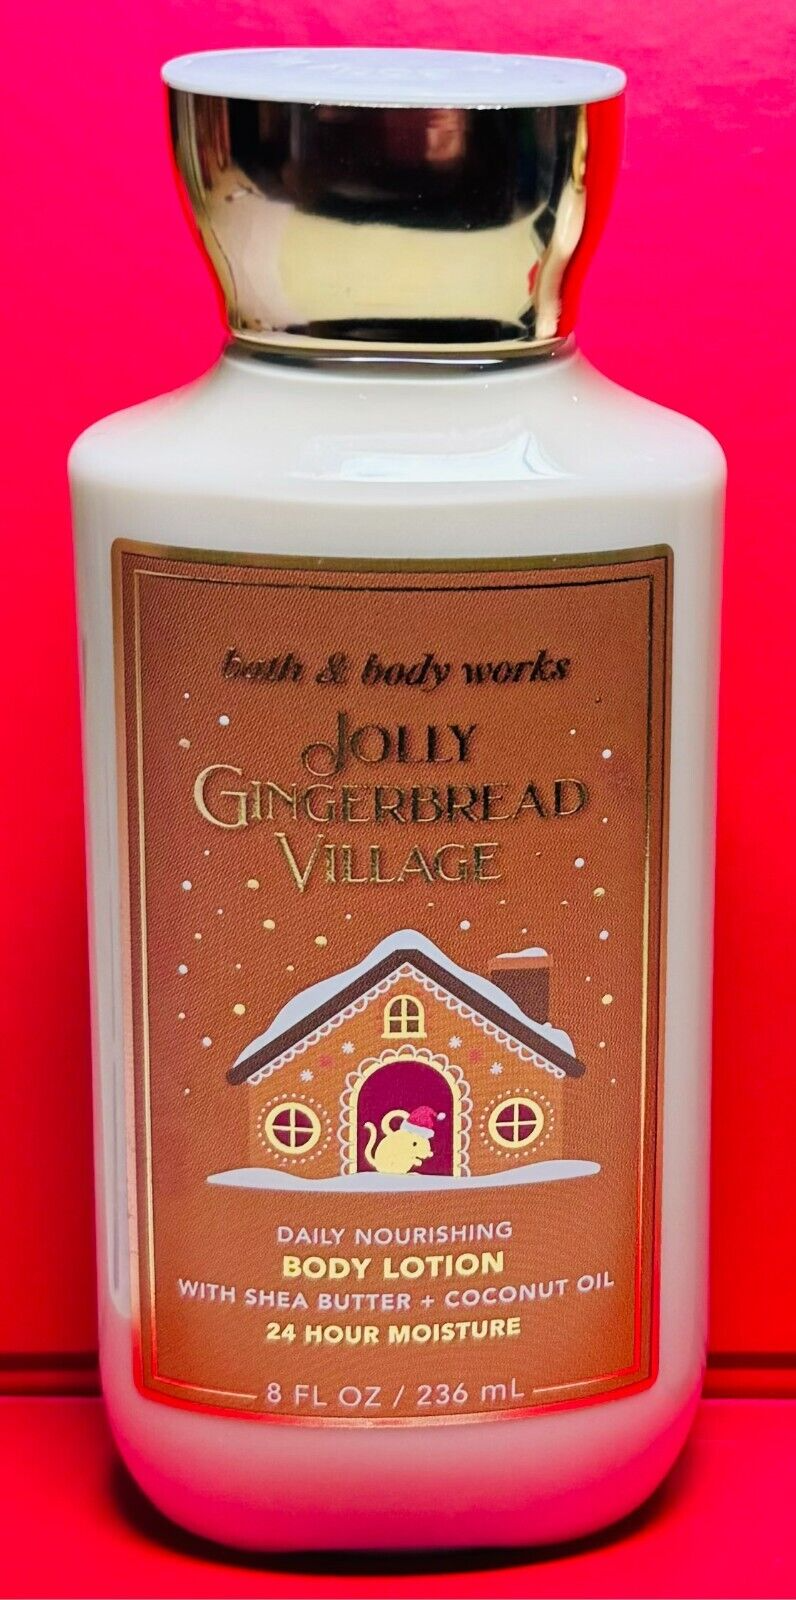 bath & body works
JOLLY
GINGERBREAD
VILLAGE
DAILY NOURISHING
BODY LOTION
WITH SHEA BUTTER + COCONUT OIL
24 HOUR MOISTURE
8 FL OZ / 236 mL